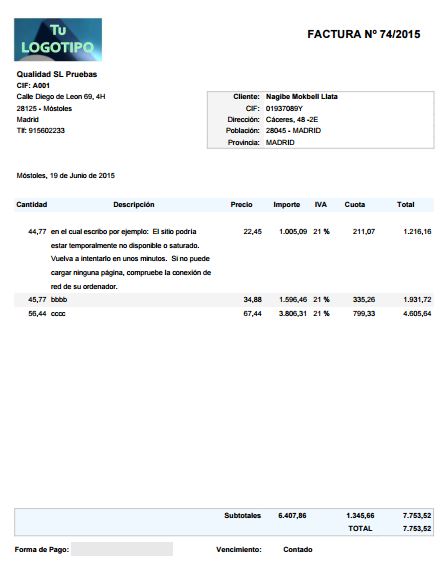 Tu
LOGOTIPO
FACTURA Nº 74/2015
Qualidad SL Pruebas
CIF: A001
Calle Diego de Leon 69, 4H
28125 - Móstoles
Madrid
Tlf: 915602233
Cliente: Nagibe Mokbell Llata
CIF: 01937089Y
Dirección: Cáceres, 48 -2E
Población: 28045 - MADRID
Provincia: MADRID
Móstoles, 19 de Junio de 2015
Cantidad Descripción Precio Importe IVA Cuota Total
44,77 en el cual escribo por ejemplo: El sitio podría 22,45 1.005,09 21 % 211,07 1.216,16
estar temporalmente no disponible o saturado.
Vuelva a intentarlo en unos minutos. Si no puede
cargar ninguna página, compruebe la conexión de
red de su ordenador.
45,77 bbbb 34,88 1.596,46 21 % 335,26 1.931,72
56,44 cccc 67,44 3.806,31 21 % 799,33 4.605,64
Subtotales 6.407,86 1.345,66 7.753,52
TOTAL 7.753,52
Forma de Pago: Vencimiento: Contado